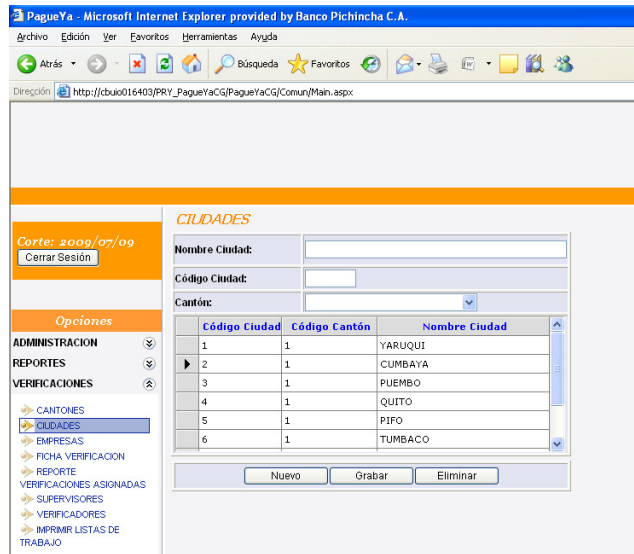 PagueYa - Microsoft Internet Explorer provided by Banco Pichincha C.A.
Archivo Edición Ver Favoritos Herramientas Ayuda
Atrás Búsqueda Favoritos
Dirección http://cbuio016403/PRY_PagueYaCG/PagueYaCG/Comun/Main.aspx
CIUDADES
Corte: 2009/07/09
Cerrar Sesión
Nombre Ciudad:
Código Ciudad:
Cantón:
Opciones
ADMINISTRACION
REPORTES
VERIFICACIONES
CANTONES
CIUDADES
EMPRESAS
FICHA VERIFICACION
REPORTE
VERIFICACIONES ASIGNADAS
SUPERVISORES
VERIFICADORES
IMPRIMIR LISTAS DE
TRABAJO
Código Ciudad Código Cantón Nombre Ciudad
1 1 YARUQUI
2 1 CUMBAYA
3 1 PUEMBO
4 1 QUITO
5 1 PIFO
6 1 TUMBACO
Nuevo Grabar Eliminar